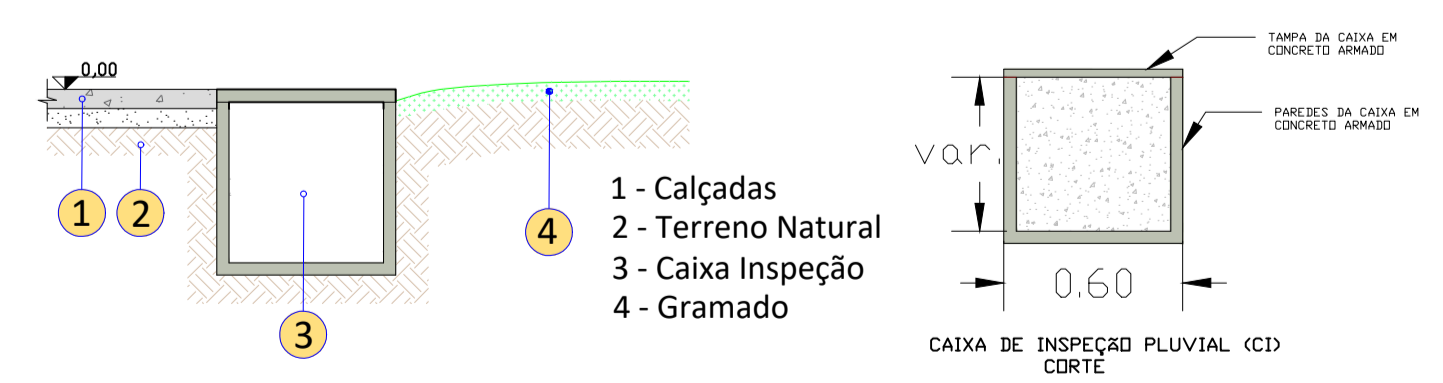 0,00
1
2
3
4
1 - Calçadas
2 - Terreno Natural
3 - Caixa Inspeção
4 - Gramado
TAMPA DA CAIXA EM
CONCRETO ARMADO
PAREDES DA CAIXA EM
CONCRETO ARMADO
var.
0.60
CAIXA DE INSPEÇÃO PLUVIAL (CI)
CORTE